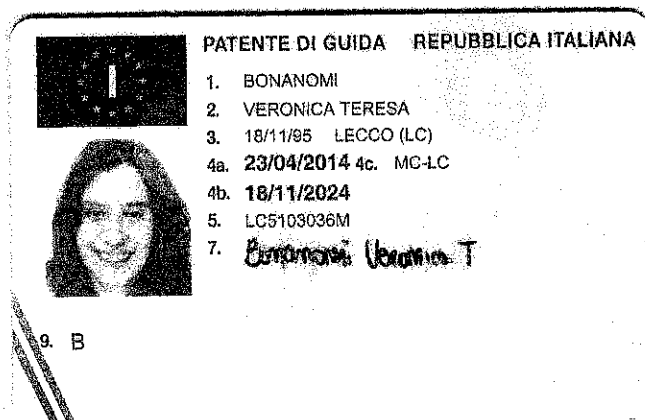 I
PATENTE DI GUIDA REPUBBLICA ITALIANA
1. BONANOMI
2. VERONICA TERESA
3. 18/11/95 LECCO (LC)
4a. 23/04/2014 4c. MC-LC
4b. 18/11/2024
5. LC5103036M
7. Bonanomi Veronica T
9. B